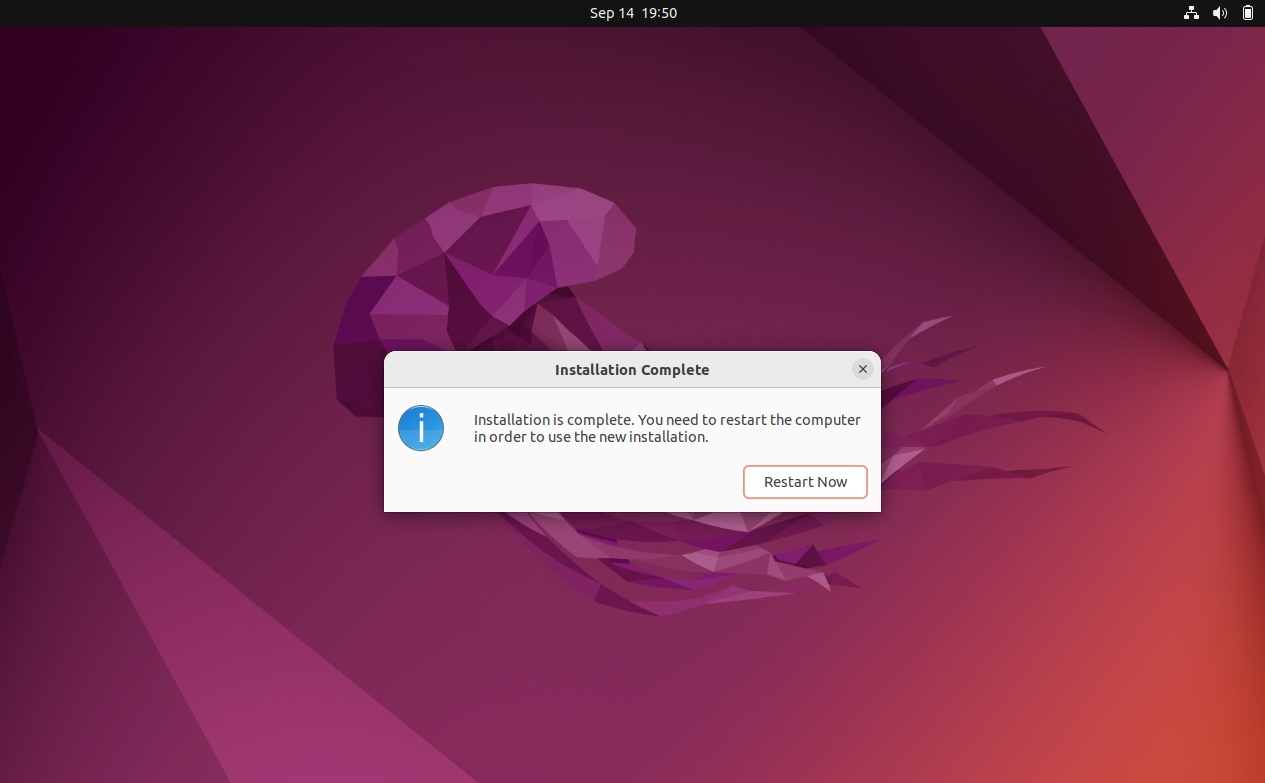 Sep 14 19:50
Installation Complete
Installation is complete. You need to restart the computer
in order to use the new installation.
Restart Now